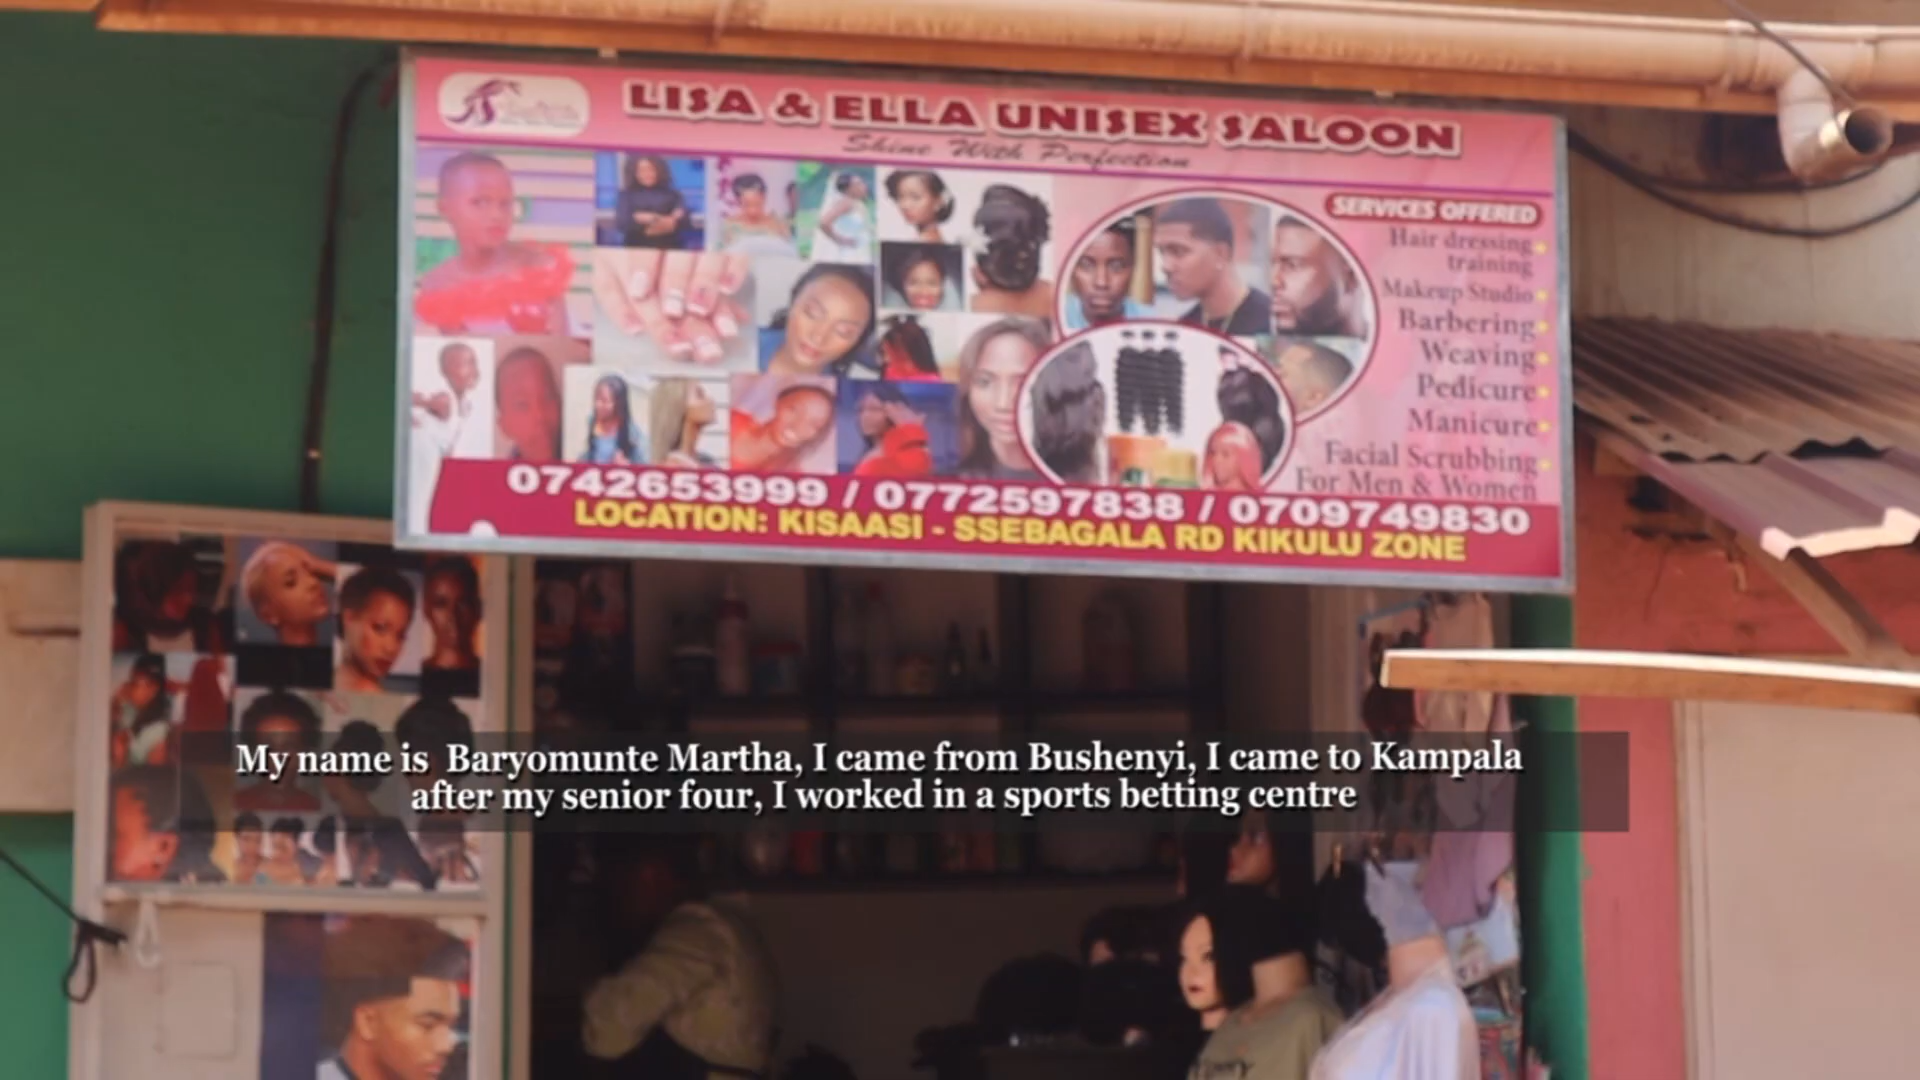 LISA & ELLA UNISEX SALOON
Shine With Perfection
SERVICES OFFERED
Hair dressing
training
Makeup Studio
Barbering
Weaving
Pedicure
Manicure
Facial Scrubbing
For Men & Women
0742653999 / 0772597838 / 0709749830
LOCATION: KISAASI - SSEBAGALA RD KIKULU ZONE
My name is Baryomunte Martha, I came from Bushenyi, I came to Kampala
after my senior four, I worked in a sports betting centre